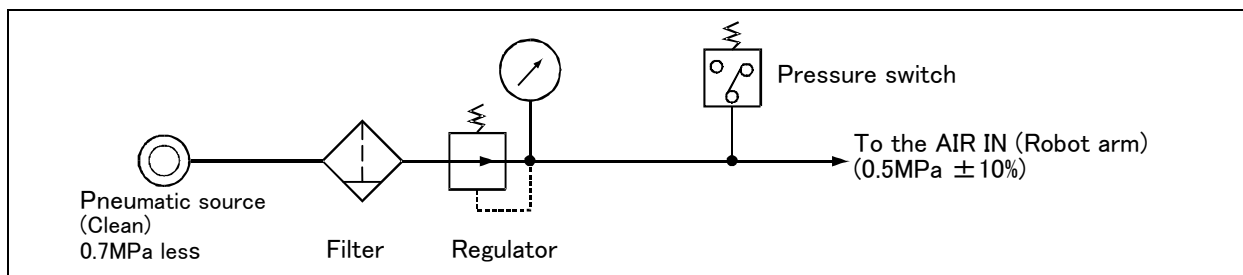 Pressure switch
To the AIR IN (Robot arm)
(0.5MPa ±10%)
Pneumatic source
(Clean)
0.7MPa less
Filter
Regulator